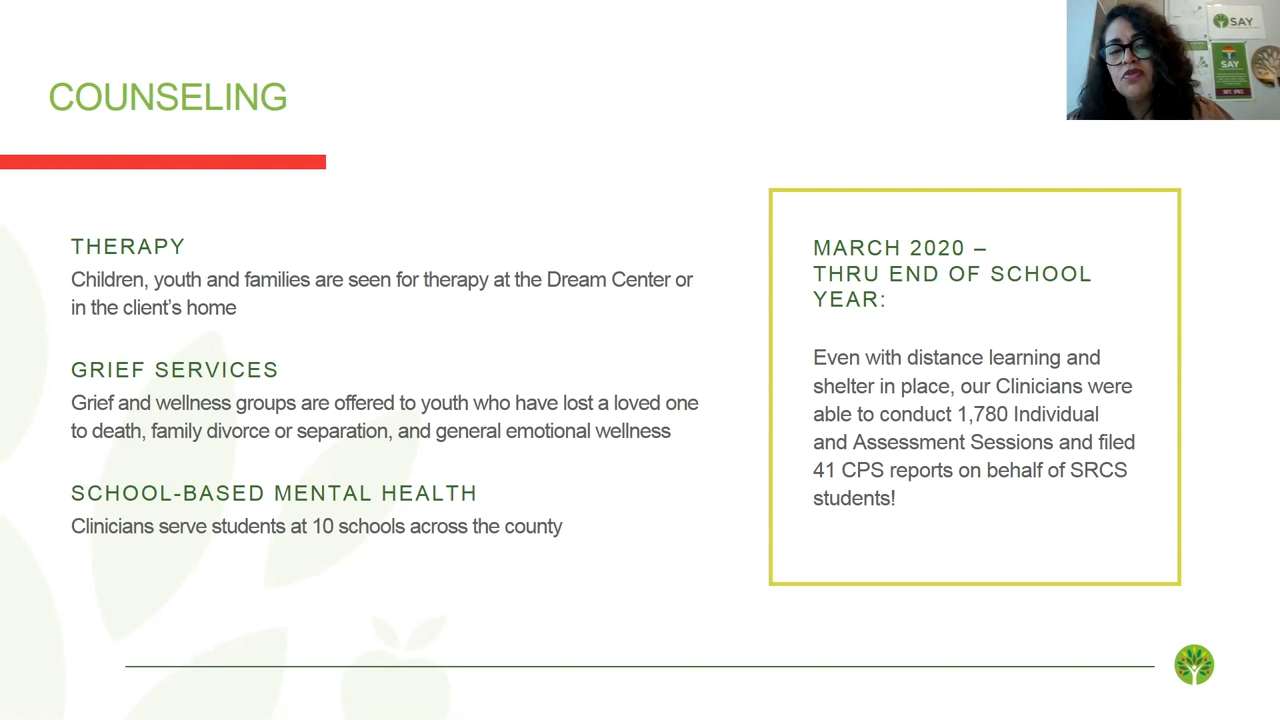 COUNSELING
SAY
SAY
SAFE SPACE
THERAPY
Children, youth and families are seen for therapy at the Dream Center or
in the client's home
GRIEF SERVICES
Grief and wellness groups are offered to youth who have lost a loved one
to death, family divorce or separation, and general emotional wellness
SCHOOL-BASED MENTAL HEALTH
Clinicians serve students at 10 schools across the county
MARCH 2020 –
THRU END OF SCHOOL
YEAR:
Even with distance learning and
shelter in place, our Clinicians were
able to conduct 1,780 Individual
and Assessment Sessions and filed
41 CPS reports on behalf of SRCS
students!